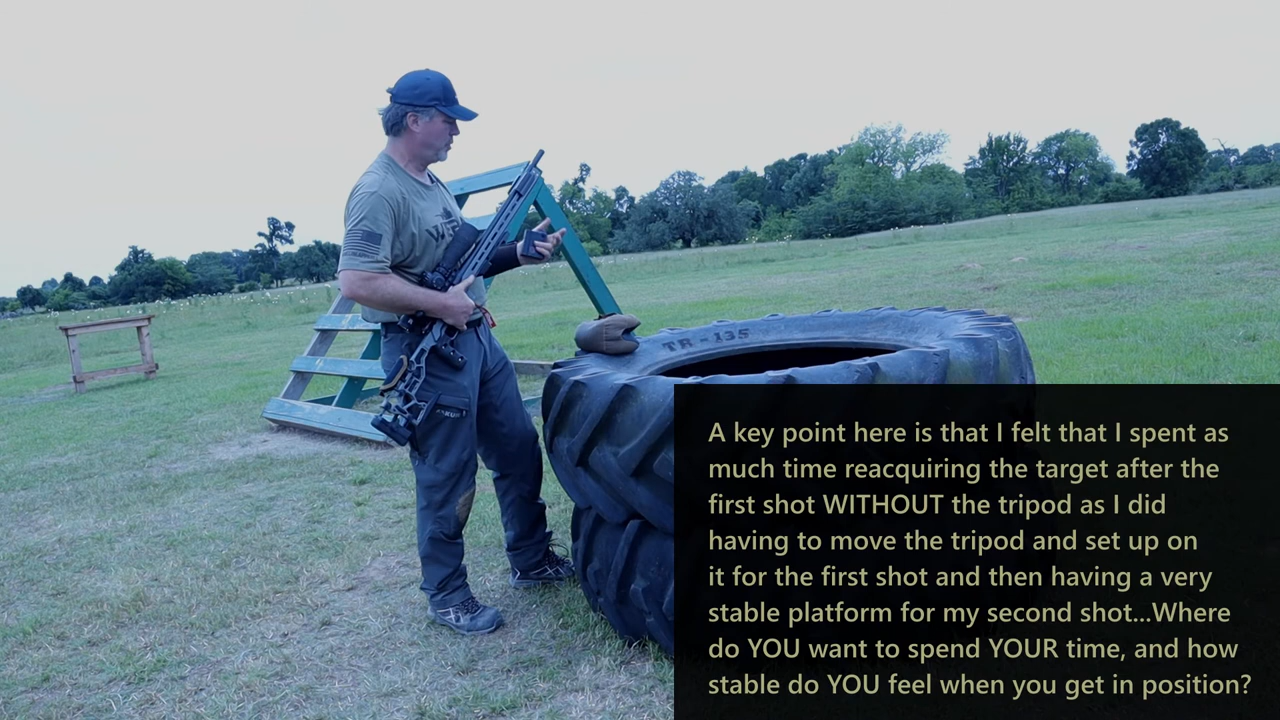 TR-135
A key point here is that I felt that I spent as
much time reacquiring the target after the
first shot WITHOUT the tripod as I did
having to move the tripod and set up on
it for the first shot and then having a very
stable platform for my second shot...Where
do YOU want to spend YOUR time, and how
stable do YOU feel when you get in position?